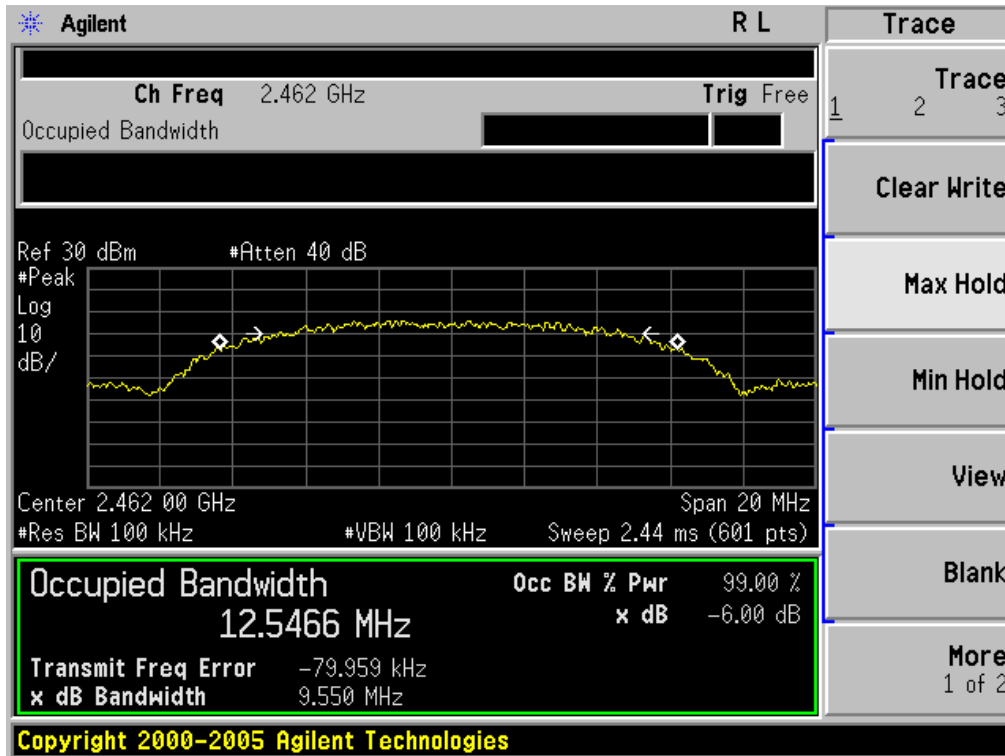 Agilent R L Trace
Ch Freq 2.462 GHz Trig Free
Occupied Bandwidth
Trace
1 2 3
Clear Write
Max Hold
Min Hold
View
Blank
More
1 of 2
Ref 30 dBm #Atten 40 dB
#Peak
Log
10
dB/
Center 2.462 00 GHz Span 20 MHz
#Res BW 100 kHz #VBW 100 kHz Sweep 2.44 ms (601 pts)
Occupied Bandwidth
12.5466 MHz
Occ BW % Pwr 99.00 %
x dB -6.00 dB
Transmit Freq Error -79.959 kHz
x dB Bandwidth 9.550 MHz
Copyright 2000-2005 Agilent Technologies